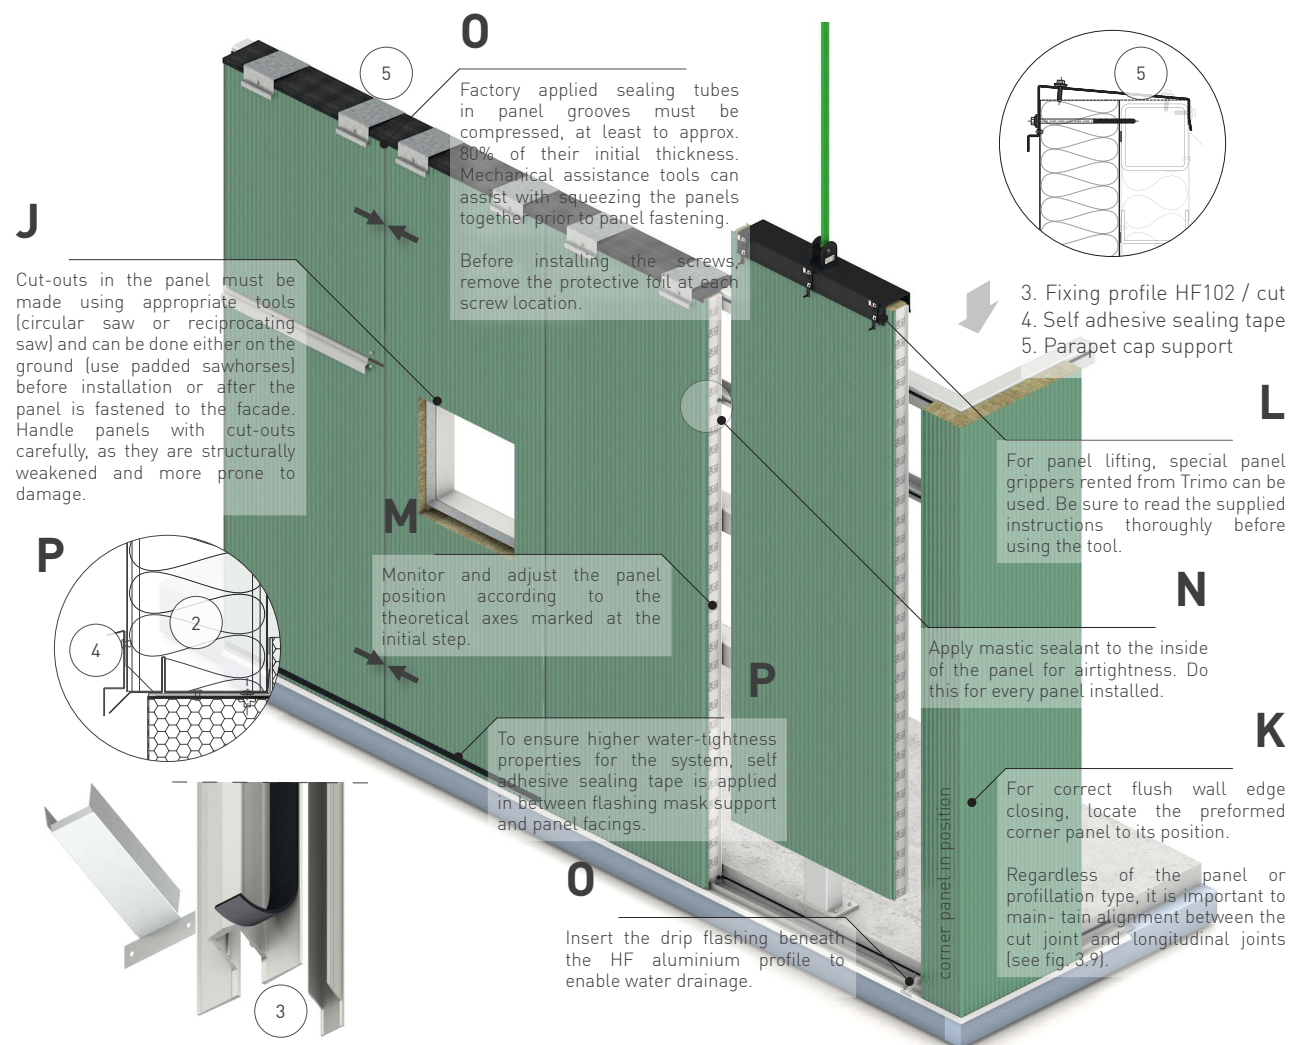 O
5
Factory applied sealing tubes
in panel grooves must be
compressed, at least to approx.
80% of their initial thickness.
Mechanical assistance tools can
assist with squeezing the panels
together prior to panel fastening.
Before installing the screws,
remove the protective foil at each
screw location.
5
3. Fixing profile HF102 / cut
4. Self adhesive sealing tape
5. Parapet cap support
J
Cut-outs in the panel must be
made using appropriate tools
(circular saw or reciprocating
saw) and can be done either on the
ground (use padded sawhorses)
before installation or after the
panel is fastened to the facade.
Handle panels with cut-outs
carefully, as they are structurally
weakened and more prone to
damage.
L
For panel lifting, special panel
grippers rented from Trimo can be
used. Be sure to read the supplied
instructions thoroughly before
using the tool.
M
Monitor and adjust the panel
position according to the
theoretical axes marked at the
initial step.
P
2
4
N
Apply mastic sealant to the inside
of the panel for airtightness. Do
this for every panel installed.
P
To ensure higher water-tightness
properties for the system, self
adhesive sealing tape is applied
in between flashing mask support
and panel facings.
K
For correct flush wall edge
closing, locate the preformed
corner panel to its position.
Regardless of the panel or
profillation type, it is important to
main- tain alignment between the
cut joint and longitudinal joints
(see fig. 3.9).
corner panel in position
O
Insert the drip flashing beneath
the HF aluminium profile to
enable water drainage.
3